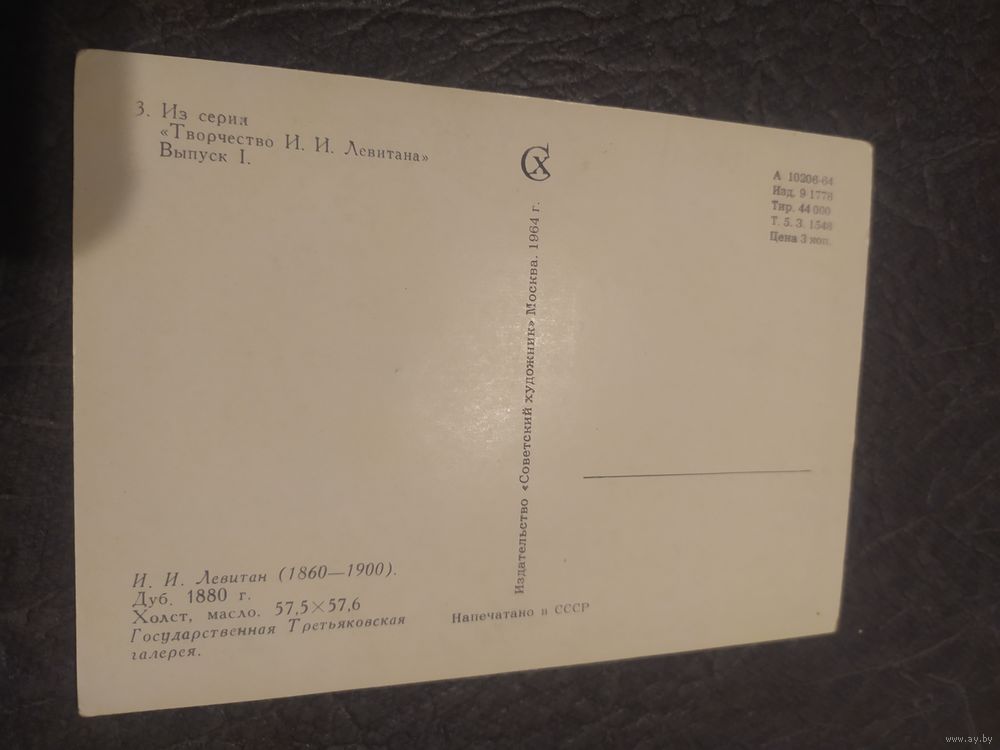 3. Из серии
«Творчество И. И. Левитана»
Выпуск I.
СХ
А 10206-64
Изд. 9 1778
Тир. 44 000
Т. 5. З. 1546
Цена 3 коп.
Издательство «Советский художник» Москва. 1964 г.
И. И. Левитан (1860—1900).
Дуб. 1880 г.
Холст, масло. 57,5×57,6
Государственная Третьяковская
галерея.
Напечатано в СССР
www.ay.by